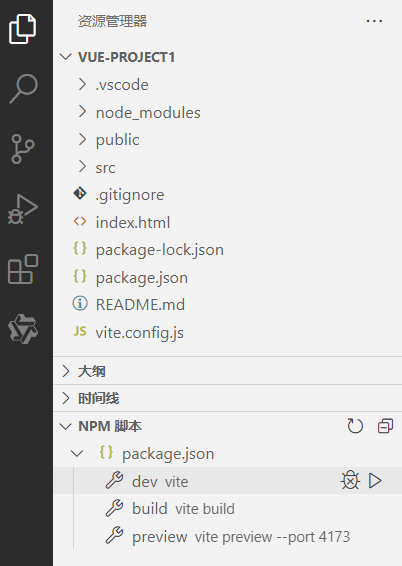 资源管理器 ···
VUE-PROJECT1
.vscode
node_modules
public
src
.gitignore
index.html
package-lock.json
package.json
README.md
JS vite.config.js
大纲
时间线
NPM 脚本
package.json
dev vite
build vite build
preview vite preview --port 4173